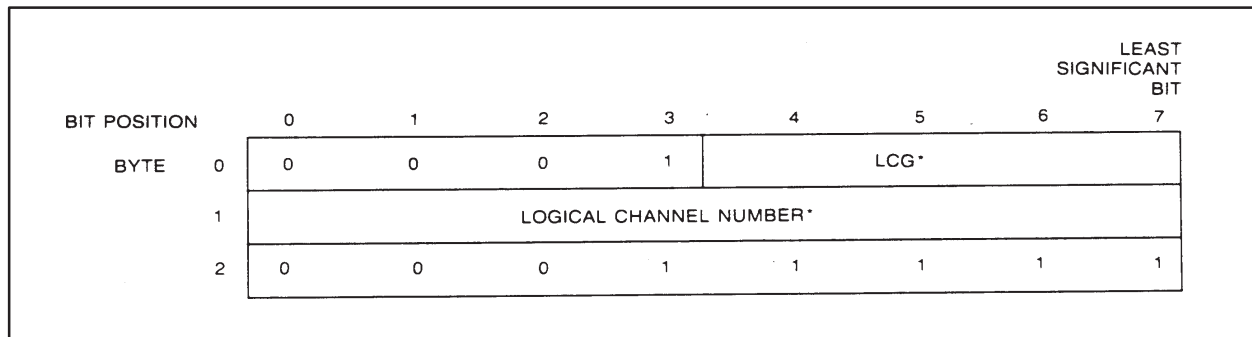 LEAST
SIGNIFICANT
BIT
BIT POSITION 0 1 2 3 4 5 6 7
BYTE 0 0 0 0 1 LCG*
1 LOGICAL CHANNEL NUMBER*
2 0 0 0 1 1 1 1 1